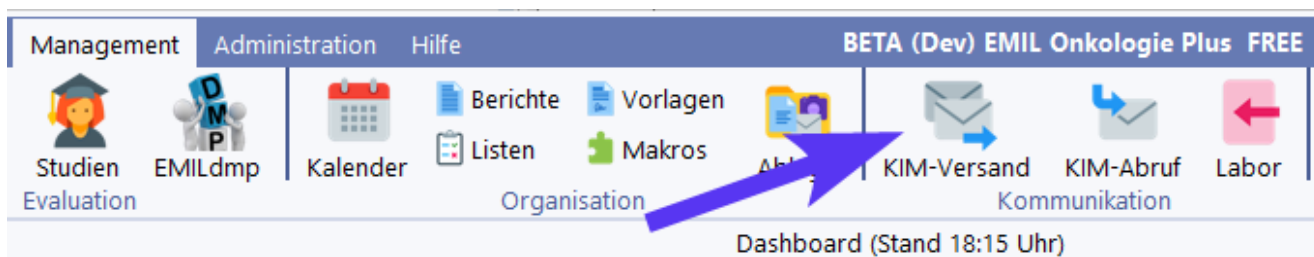 Management Administration Hilfe BETA (Dev) EMIL Onkologie Plus FREE
Berichte Vorlagen
Listen Makros
Studien EMILdmp Kalender KIM-Versand KIM-Abruf Labor
Evaluation Organisation Kommunikation
Dashboard (Stand 18:15 Uhr)
DMP